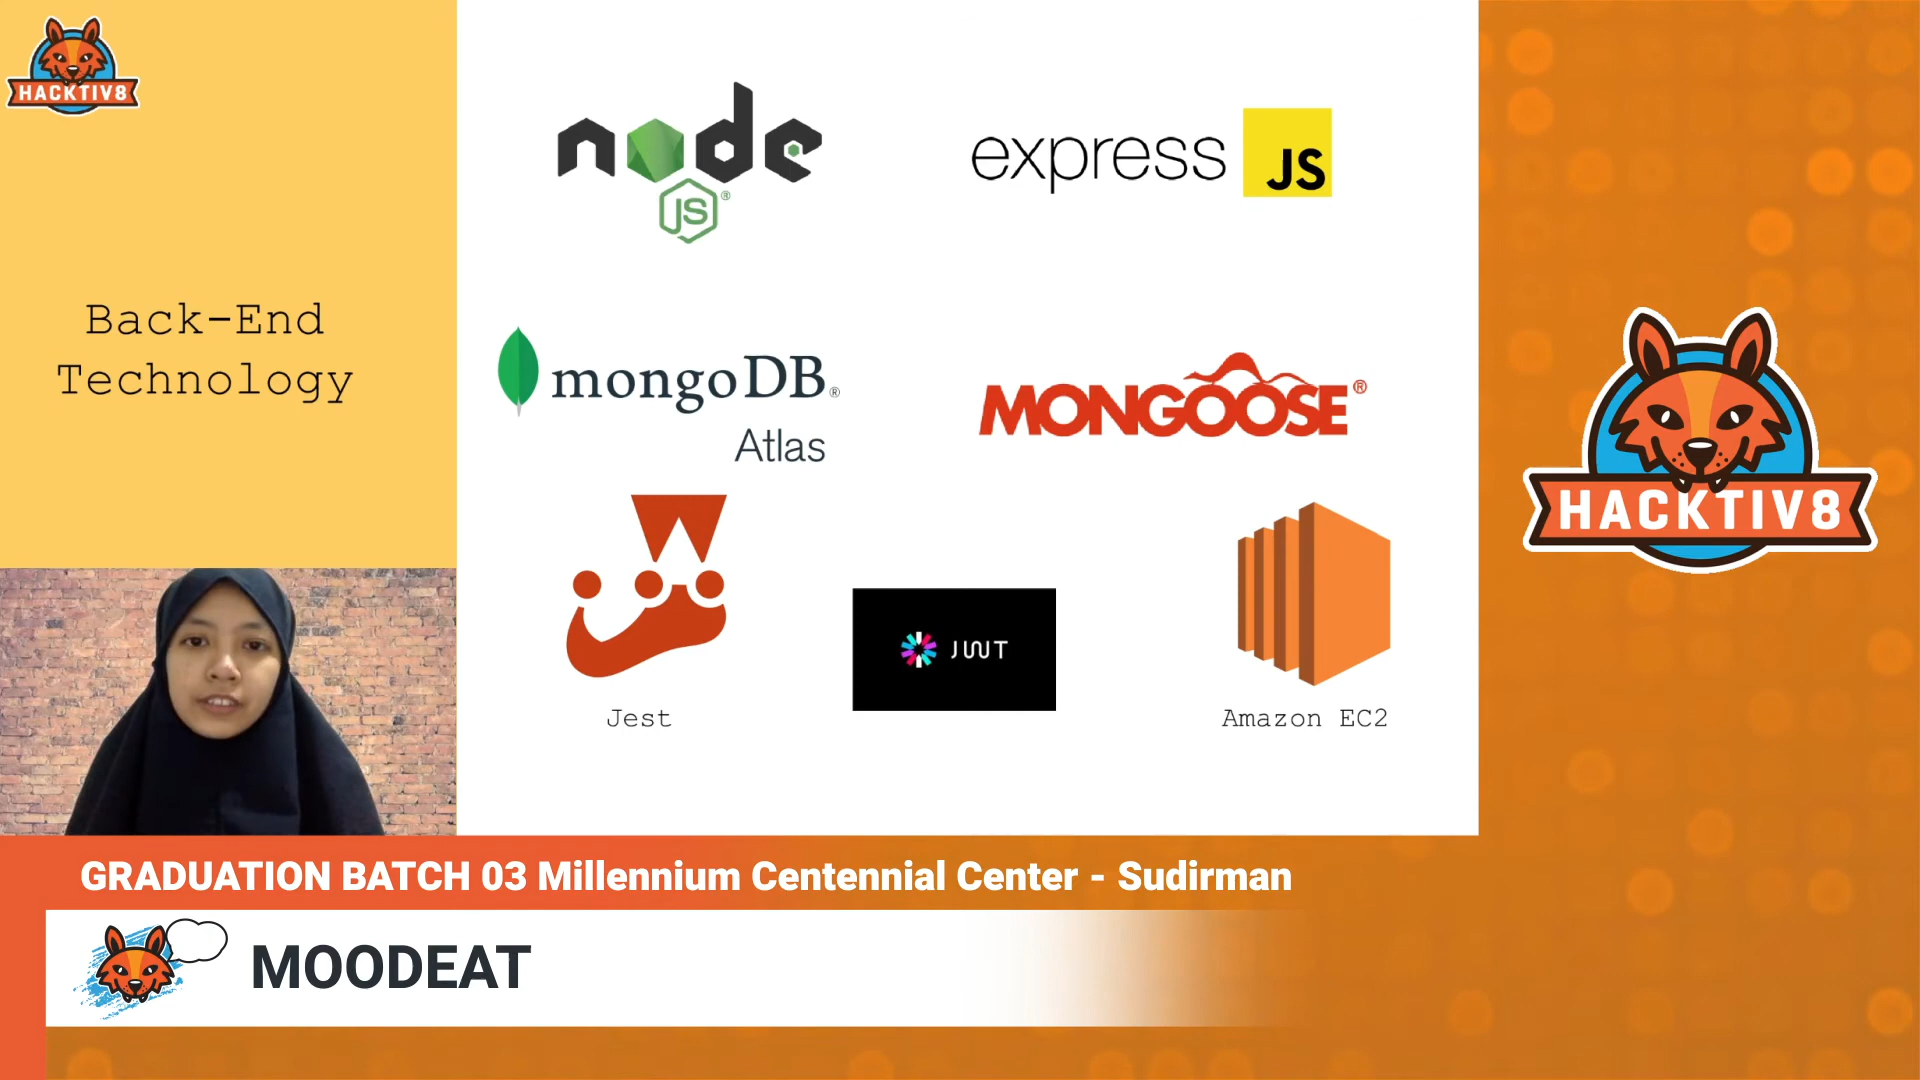 HACKTIV8
Back-End
Technology
node
JS®
express JS
mongoDB®
Atlas
MONGOOSE®
Jest
JWT
Amazon EC2
HACKTIV8
GRADUATION BATCH 03 Millennium Centennial Center - Sudirman
MOODEAT